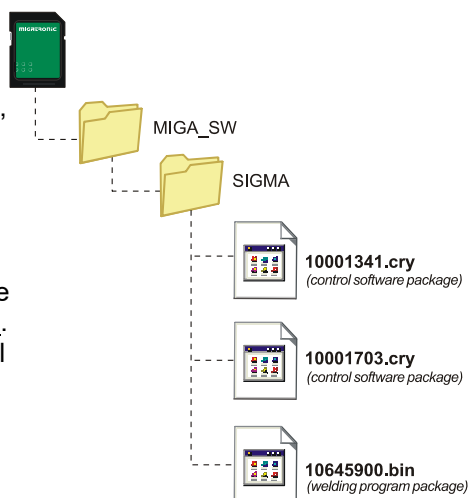 MIGATRONIC
,
MIGA_SW
SIGMA
10001341.cry
(control software package)
e
.
l
10001703.cry
(control software package)
10645900.bin
(welding program package)